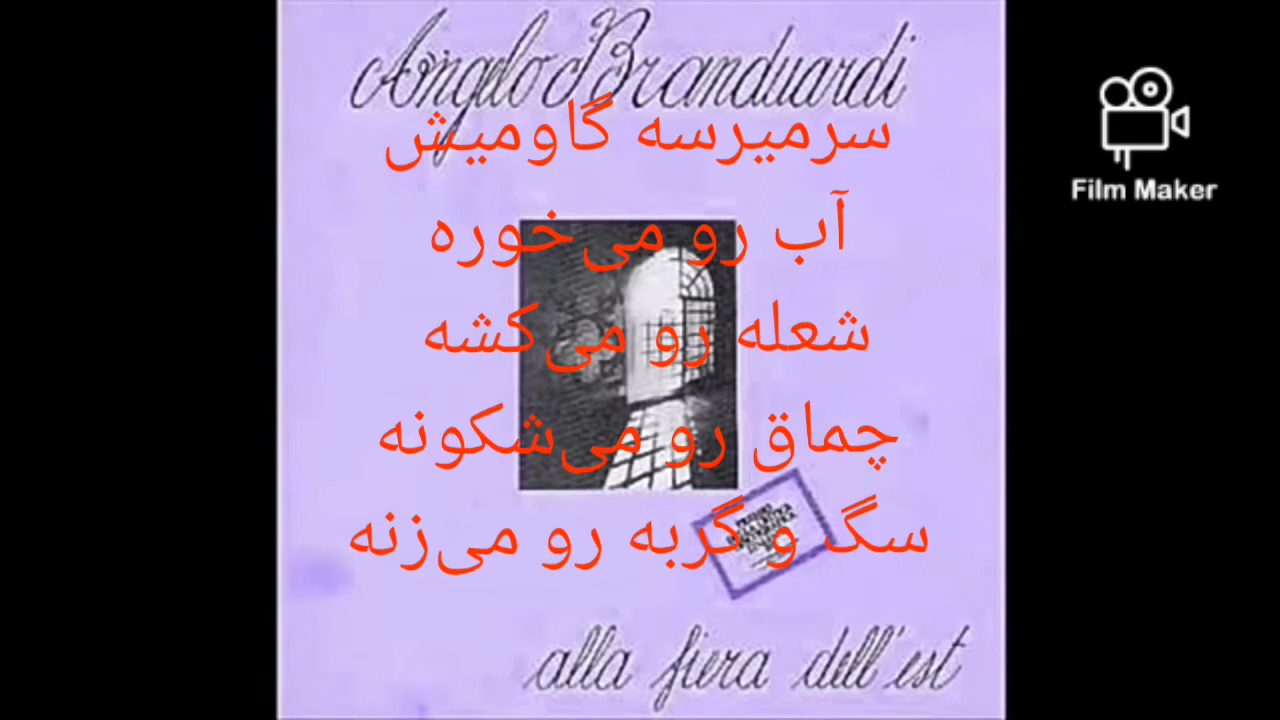 Angelo Branduardi
سرمیرسه گاومیش
آب رو می‌خوره
شعله رو می‌کشه
چماق رو می‌شکونه
سگ و گربه رو می‌زنه
alla fiera dell'est
Film Maker